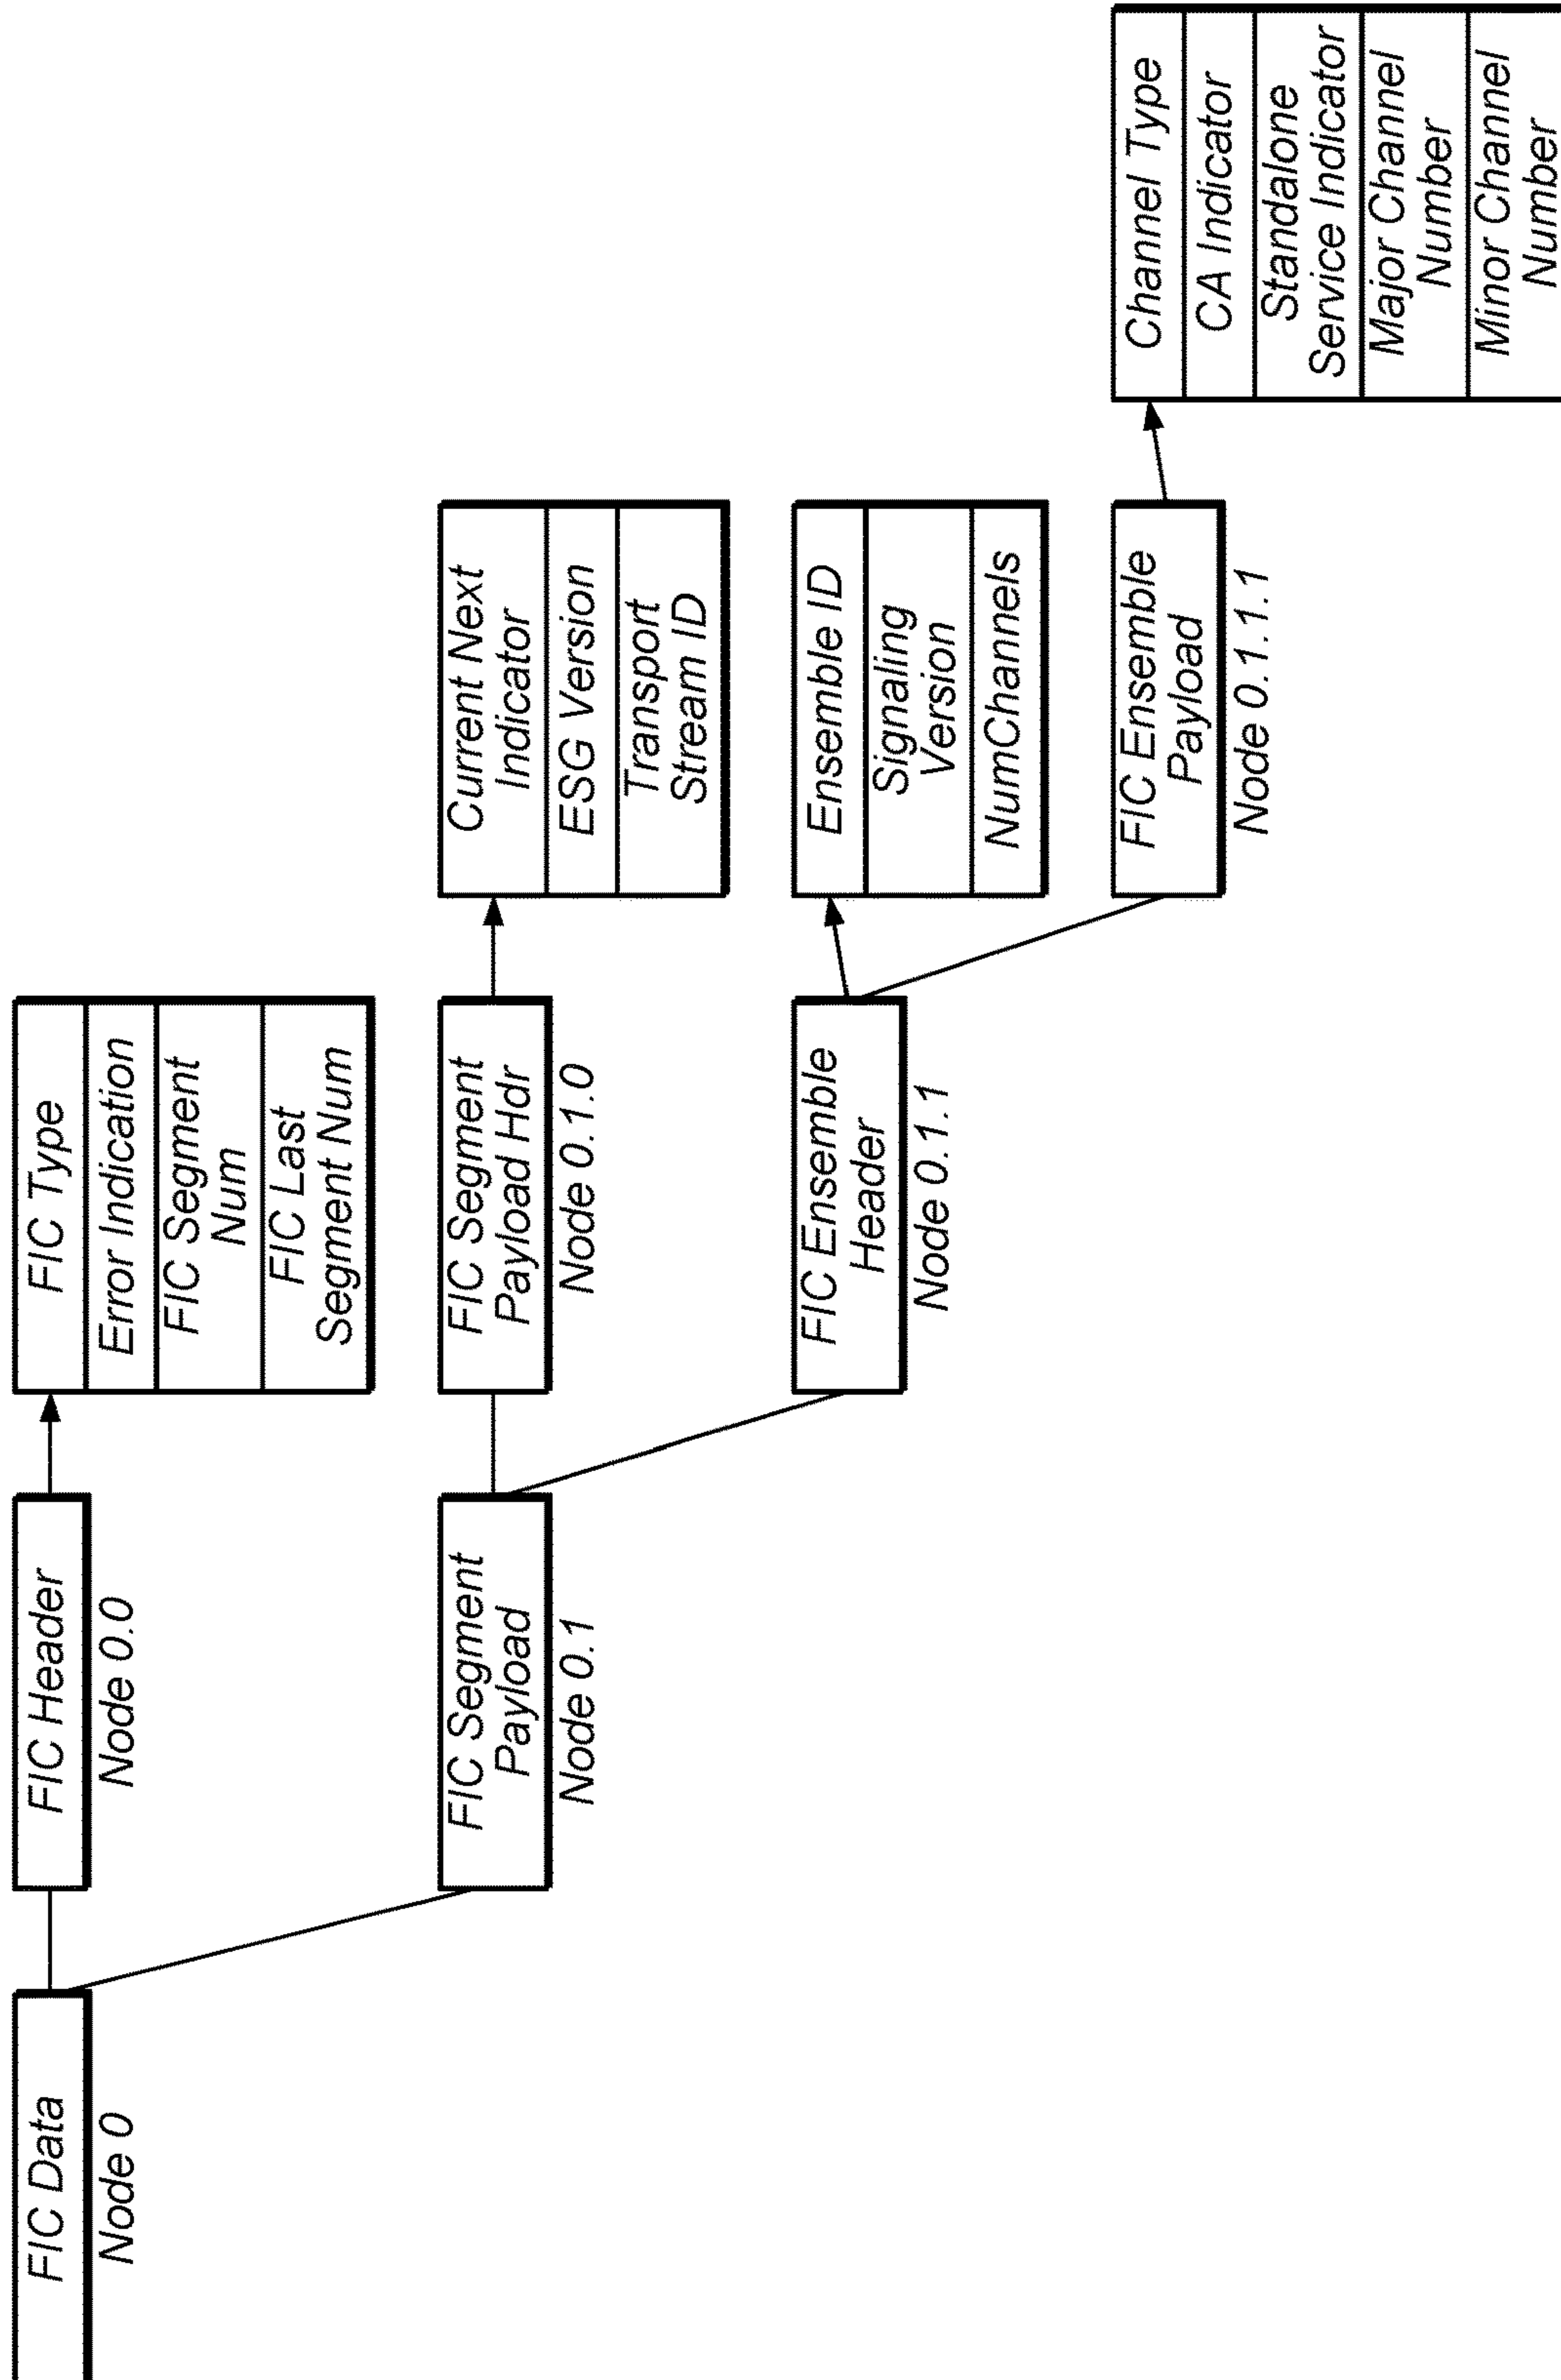 FIC Data
Node 0
FIC Header
Node 0.0
FIC Type
Error Indication
FIC Segment
Num
FIC Last
Segment Num
FIC Segment
Payload
Node 0.1
FIC Segment
Payload Hdr
Node 0.1.0
Current Next
Indicator
ESG Version
Transport
Stream ID
FIC Ensemble
Header
Node 0.1.1
Ensemble ID
Signaling
Version
NumChannels
FIC Ensemble
Payload
Node 0.1.1.1
Channel Type
CA Indicator
Standalone
Service Indicator
Major Channel
Number
Minor Channel
Number